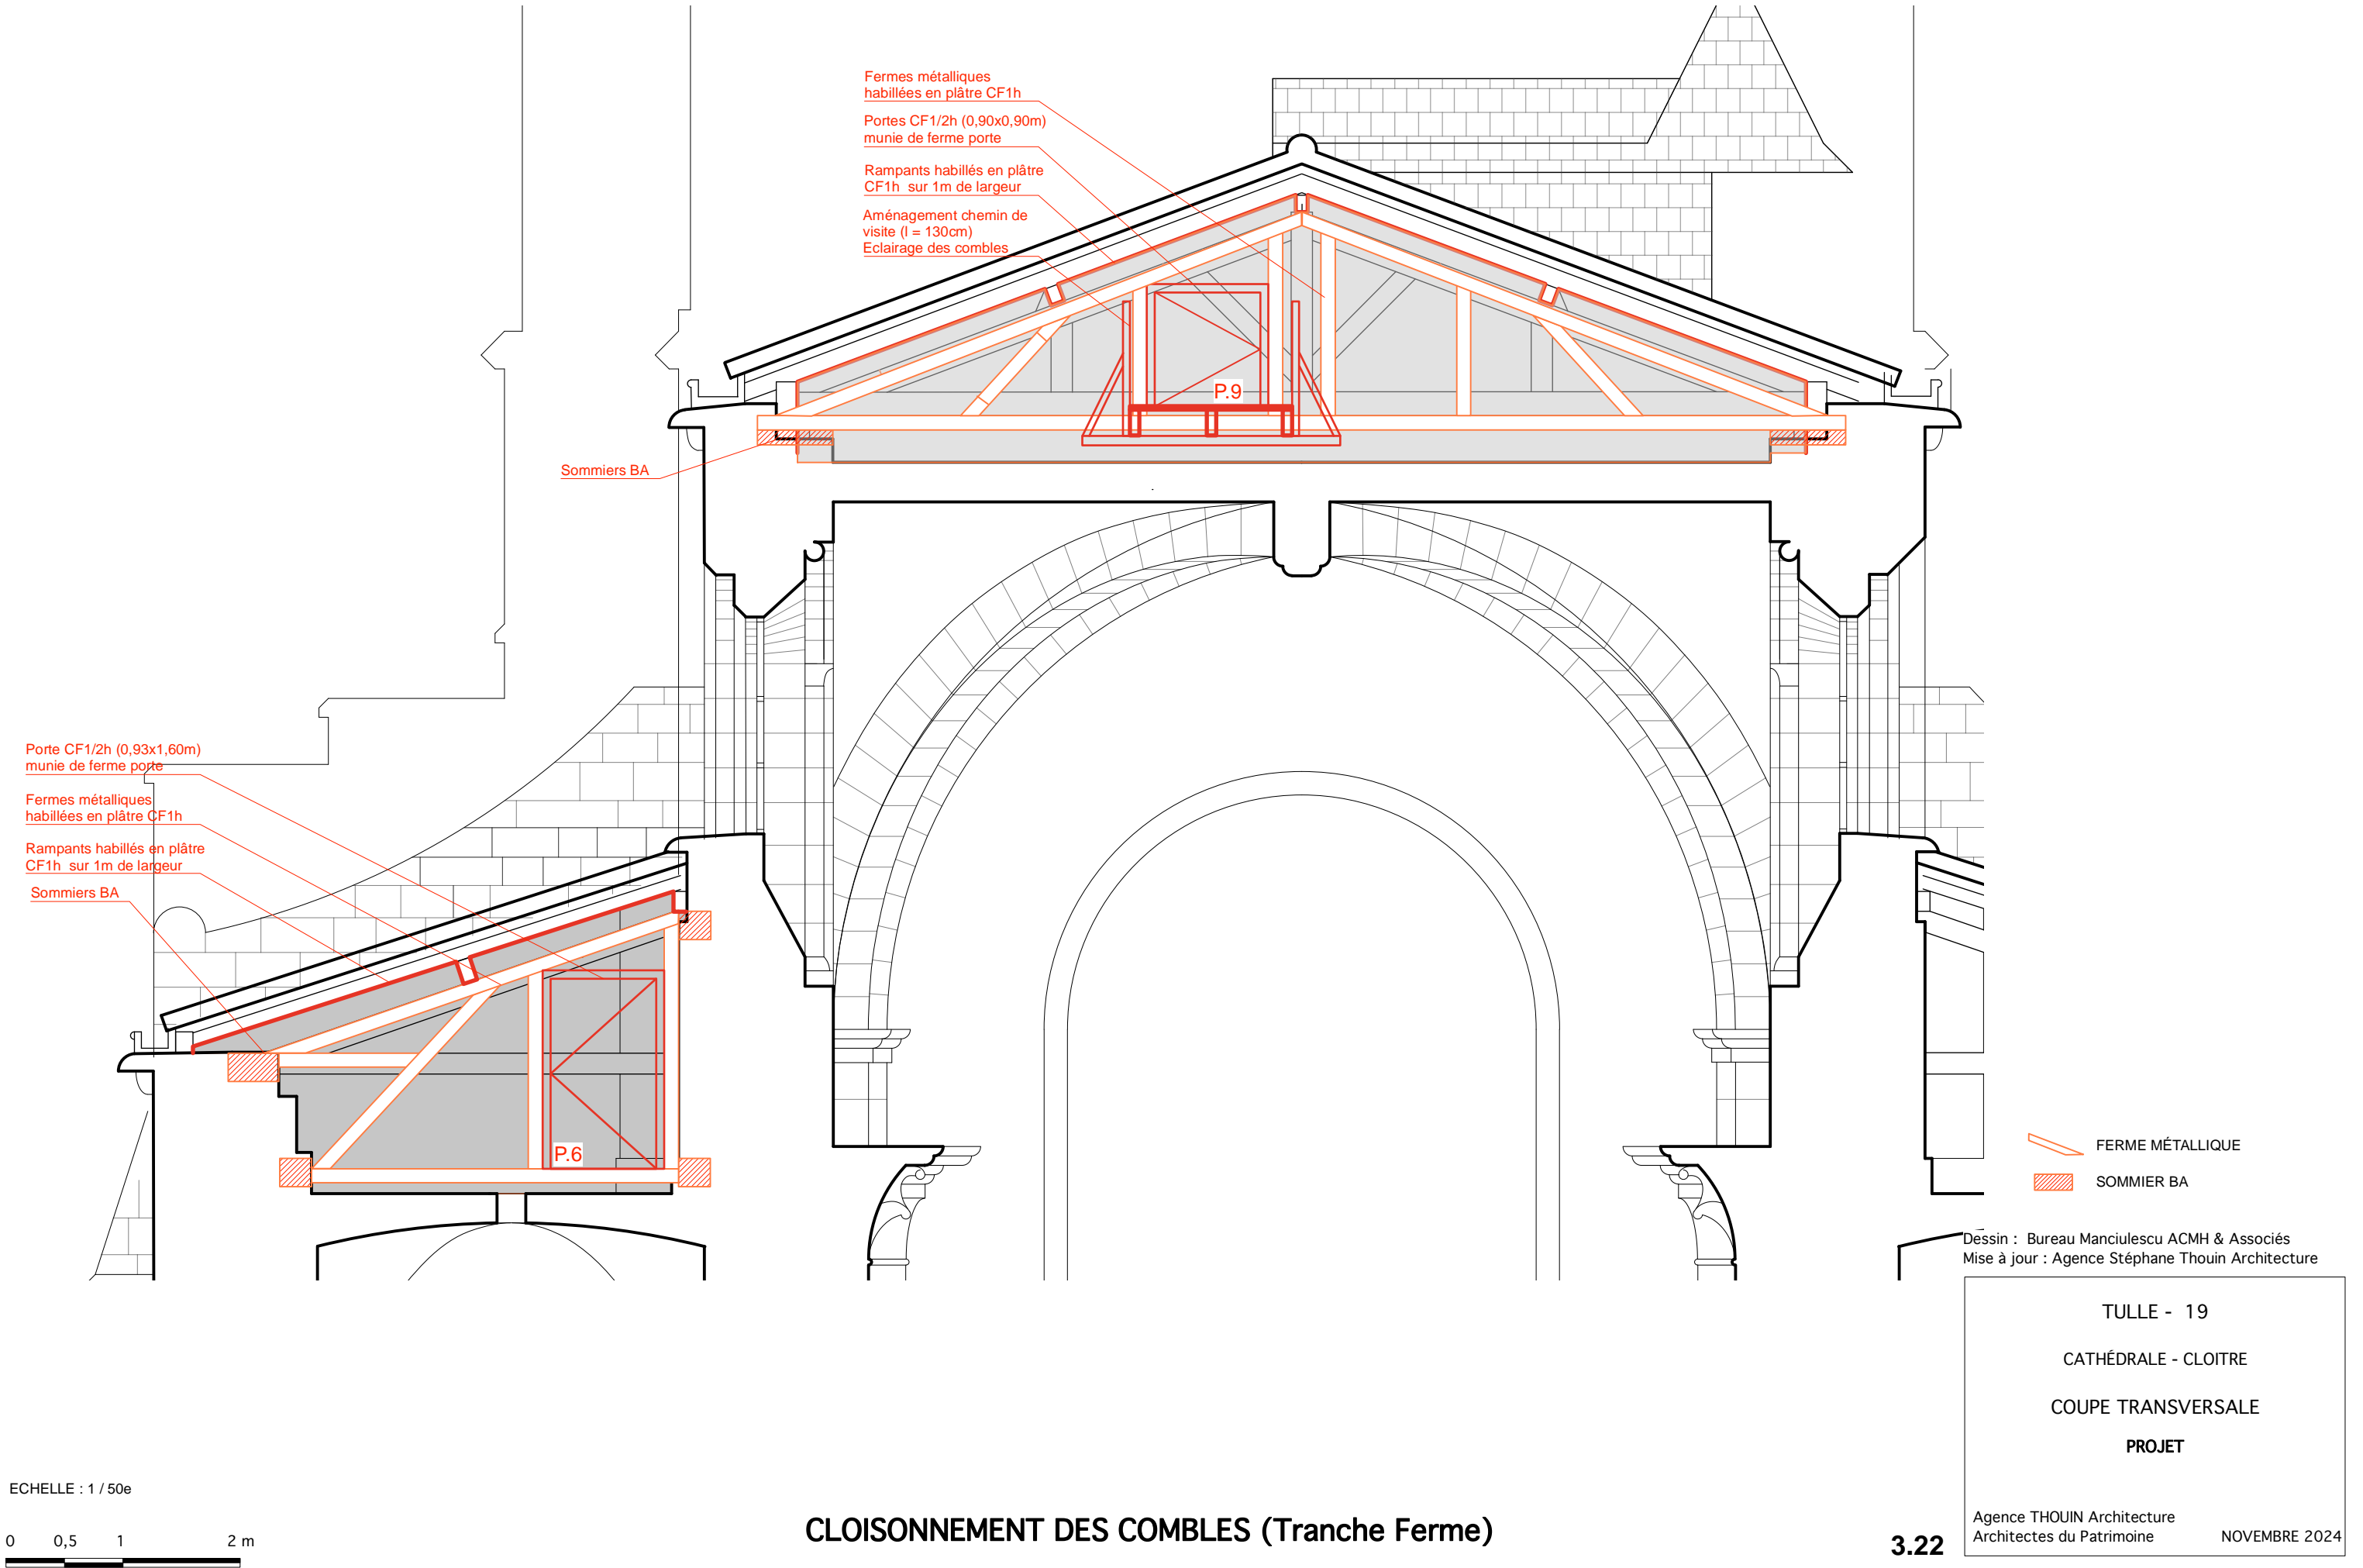 Fermes métalliques
habillées en plâtre CF1h
Portes CF1/2h (0,90x0,90m)
munie de ferme porte
Rampants habillés en plâtre
CF1h  sur 1m de largeur
Aménagement chemin de
visite (l = 130cm)
Eclairage des combles
P.9
Sommiers BA
Porte CF1/2h (0,93x1,60m)
munie de ferme porte
Fermes métalliques
habillées en plâtre CF1h
Rampants habillés en plâtre
CF1h  sur 1m de largeur
Sommiers BA
P.6
FERME MÉTALLIQUE
SOMMIER BA
Dessin :  Bureau Manciulescu ACMH & Associés
Mise à jour : Agence Stéphane Thouin Architecture
TULLE -  19
CATHÉDRALE - CLOITRE
COUPE TRANSVERSALE
PROJET
Agence THOUIN Architecture
Architectes du Patrimoine NOVEMBRE 2024
3.22
CLOISONNEMENT DES COMBLES (Tranche Ferme)
ECHELLE : 1 / 50e
0 0,5 1 2 m